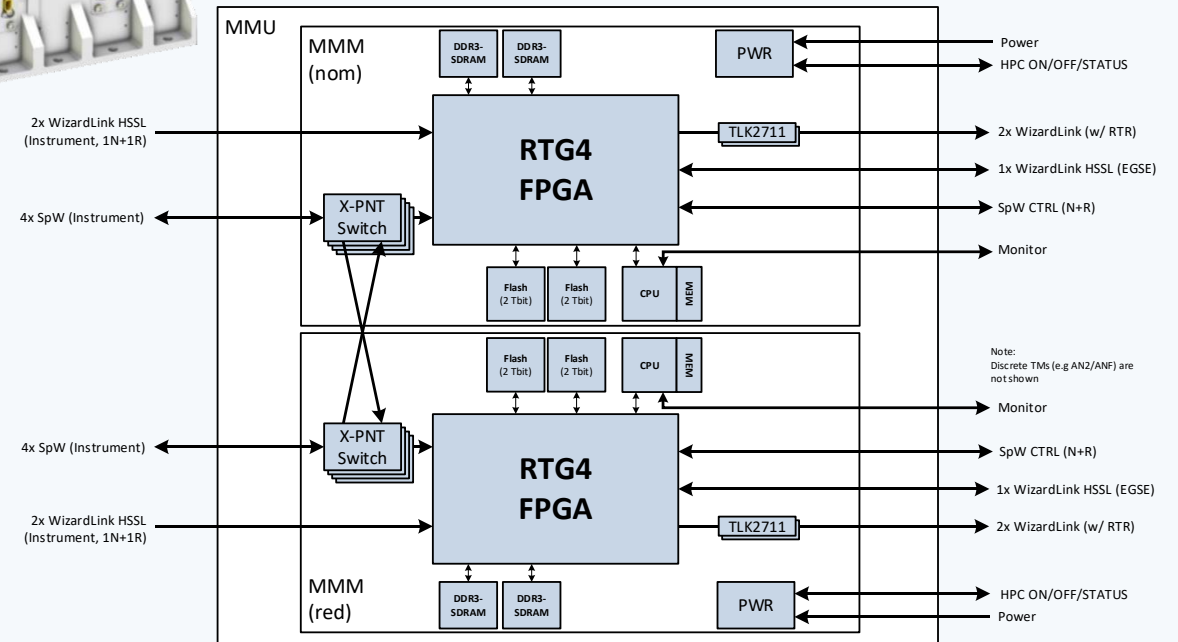 MMU
MMM
(nom)
DDR3-
SDRAM
DDR3-
SDRAM
PWR
Power
HPC ON/OFF/STATUS
2x WizardLink HSSL
(Instrument, 1N+1R)
RTG4
FPGA
TLK2711
2x WizardLink (w/ RTR)
1x WizardLink HSSL (EGSE)
4x SpW (Instrument)
X-PNT
Switch
SpW CTRL (N+R)
Monitor
Flash
(2 Tbit)
Flash
(2 Tbit)
CPU
MEM
Flash
(2 Tbit)
Flash
(2 Tbit)
CPU
MEM
Note:
Discrete TMs (e.g AN2/ANF) are
not shown
Monitor
4x SpW (Instrument)
X-PNT
Switch
RTG4
FPGA
SpW CTRL (N+R)
1x WizardLink HSSL (EGSE)
2x WizardLink HSSL
(Instrument, 1N+1R)
TLK2711
2x WizardLink (w/ RTR)
MMM
(red)
DDR3-
SDRAM
DDR3-
SDRAM
PWR
HPC ON/OFF/STATUS
Power